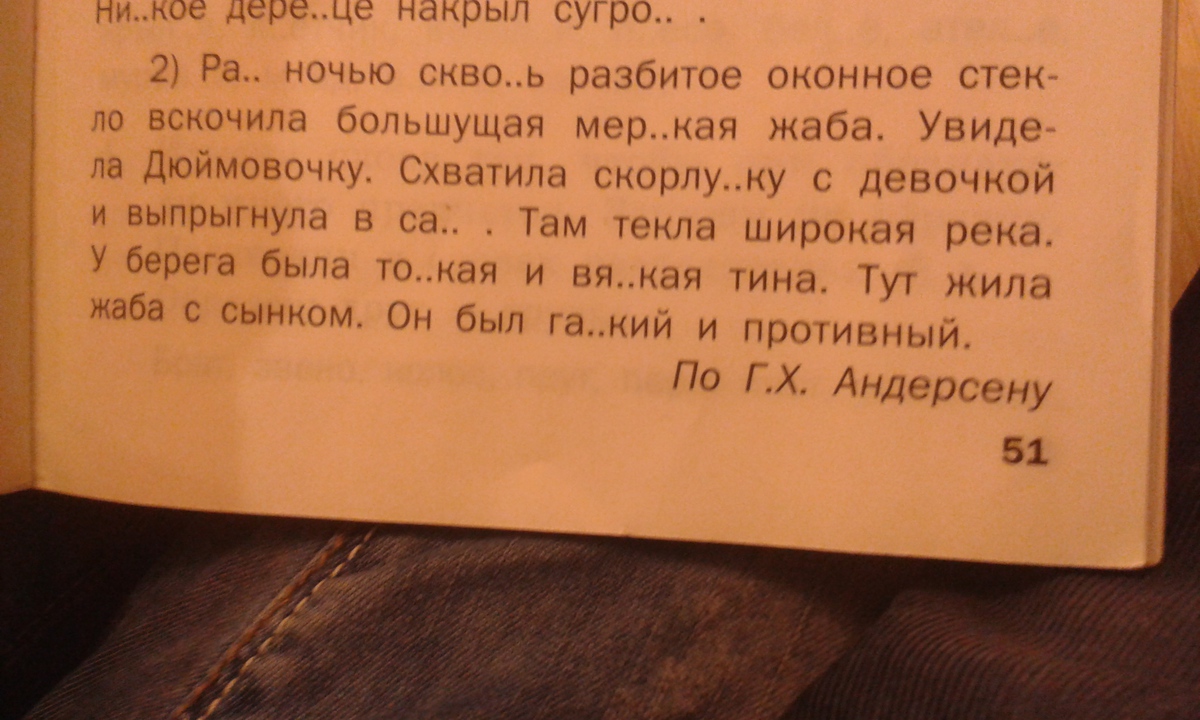 Ни..кое дере..це накрыл сугро.. .
2) Ра.. ночью скво..ь разбитое оконное стек-
ло вскочила большущая мер..кая жаба. Увиде-
ла Дюймовочку. Схватила скорлу..ку с девочкой
и выпрыгнула в са.. . Там текла широкая река.
У берега была то..кая и вя..кая тина. Тут жила
жаба с сынком. Он был га..кий и противный.
По Г.Х. Андерсену
51